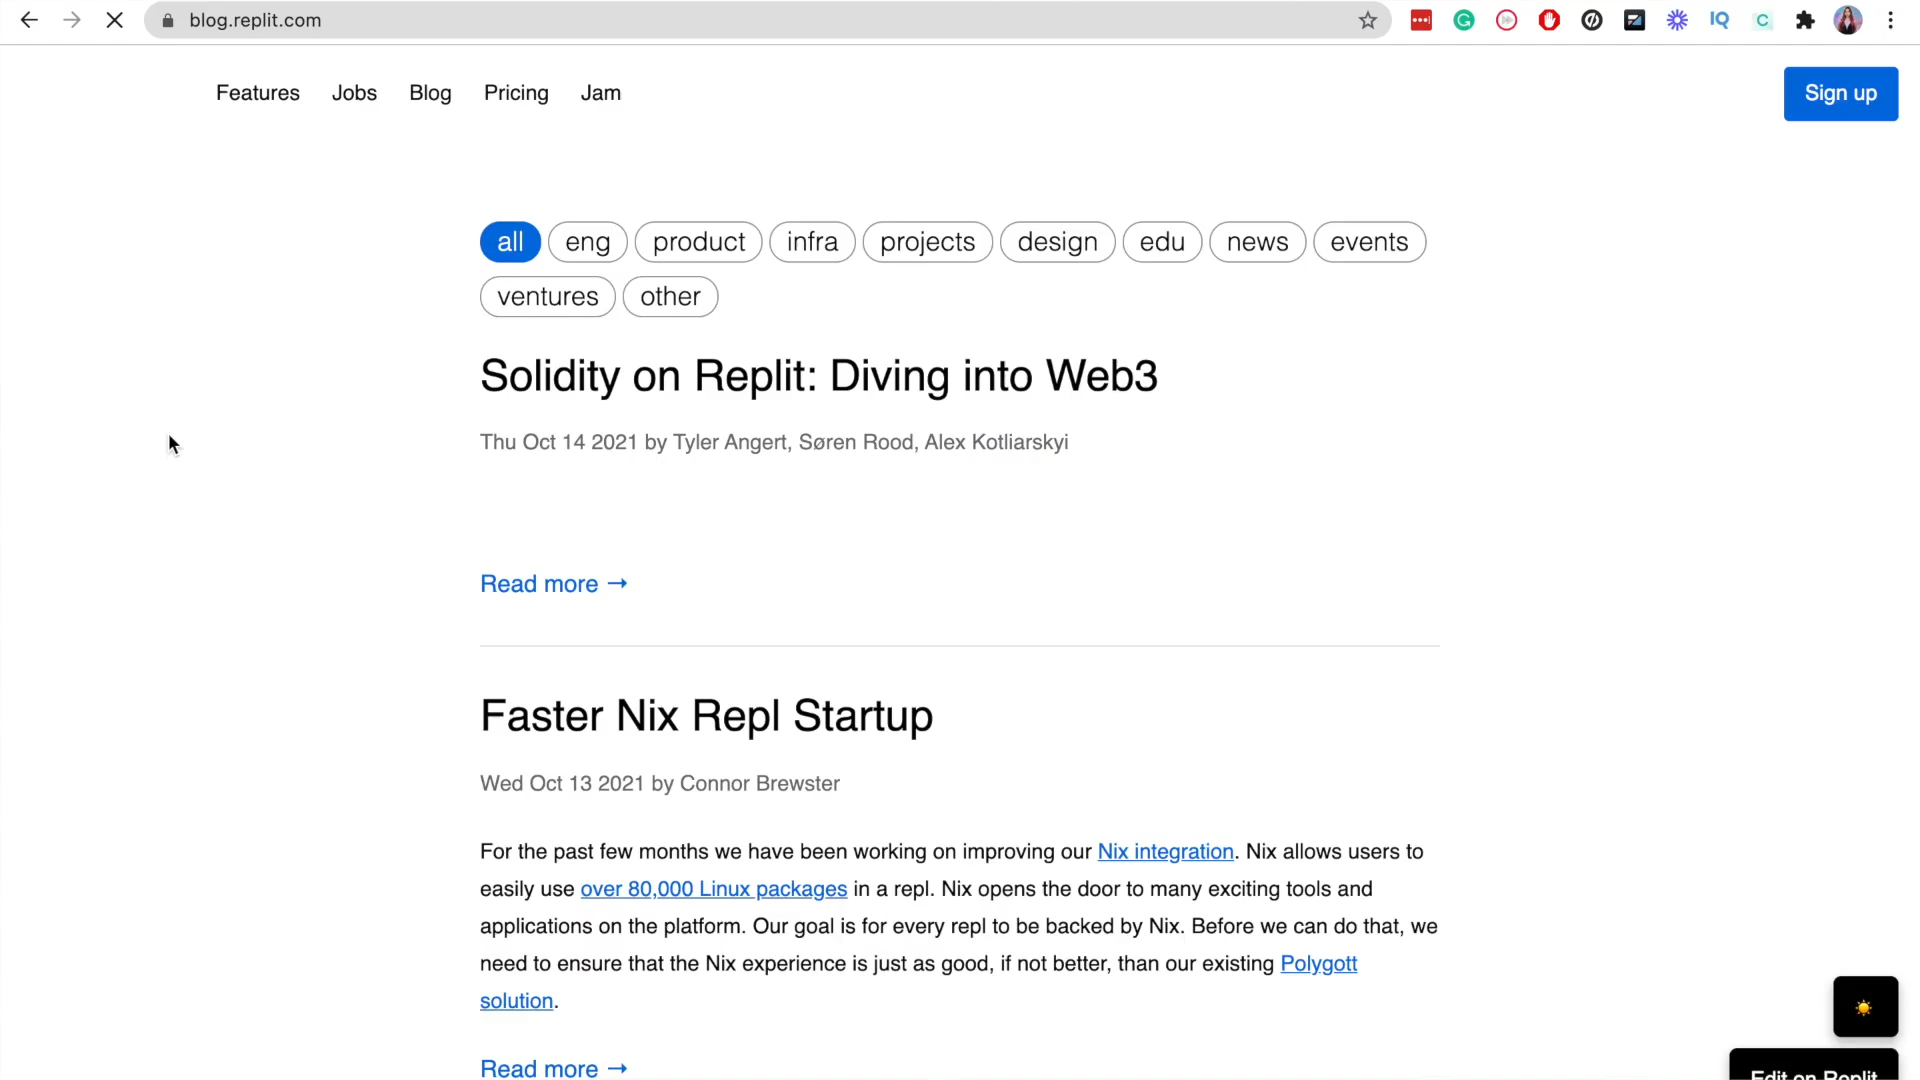 blog.replit.com
IQ
C
Features Jobs Blog Pricing Jam
Sign up
all eng product infra projects design edu news events
ventures other
Solidity on Replit: Diving into Web3
Thu Oct 14 2021 by Tyler Angert, Søren Rood, Alex Kotliarskyi
Read more →
Faster Nix Repl Startup
Wed Oct 13 2021 by Connor Brewster
For the past few months we have been working on improving our Nix integration. Nix allows users to
easily use over 80,000 Linux packages in a repl. Nix opens the door to many exciting tools and
applications on the platform. Our goal is for every repl to be backed by Nix. Before we can do that, we
need to ensure that the Nix experience is just as good, if not better, than our existing Polygott
solution.
Read more →
Edit on Replit